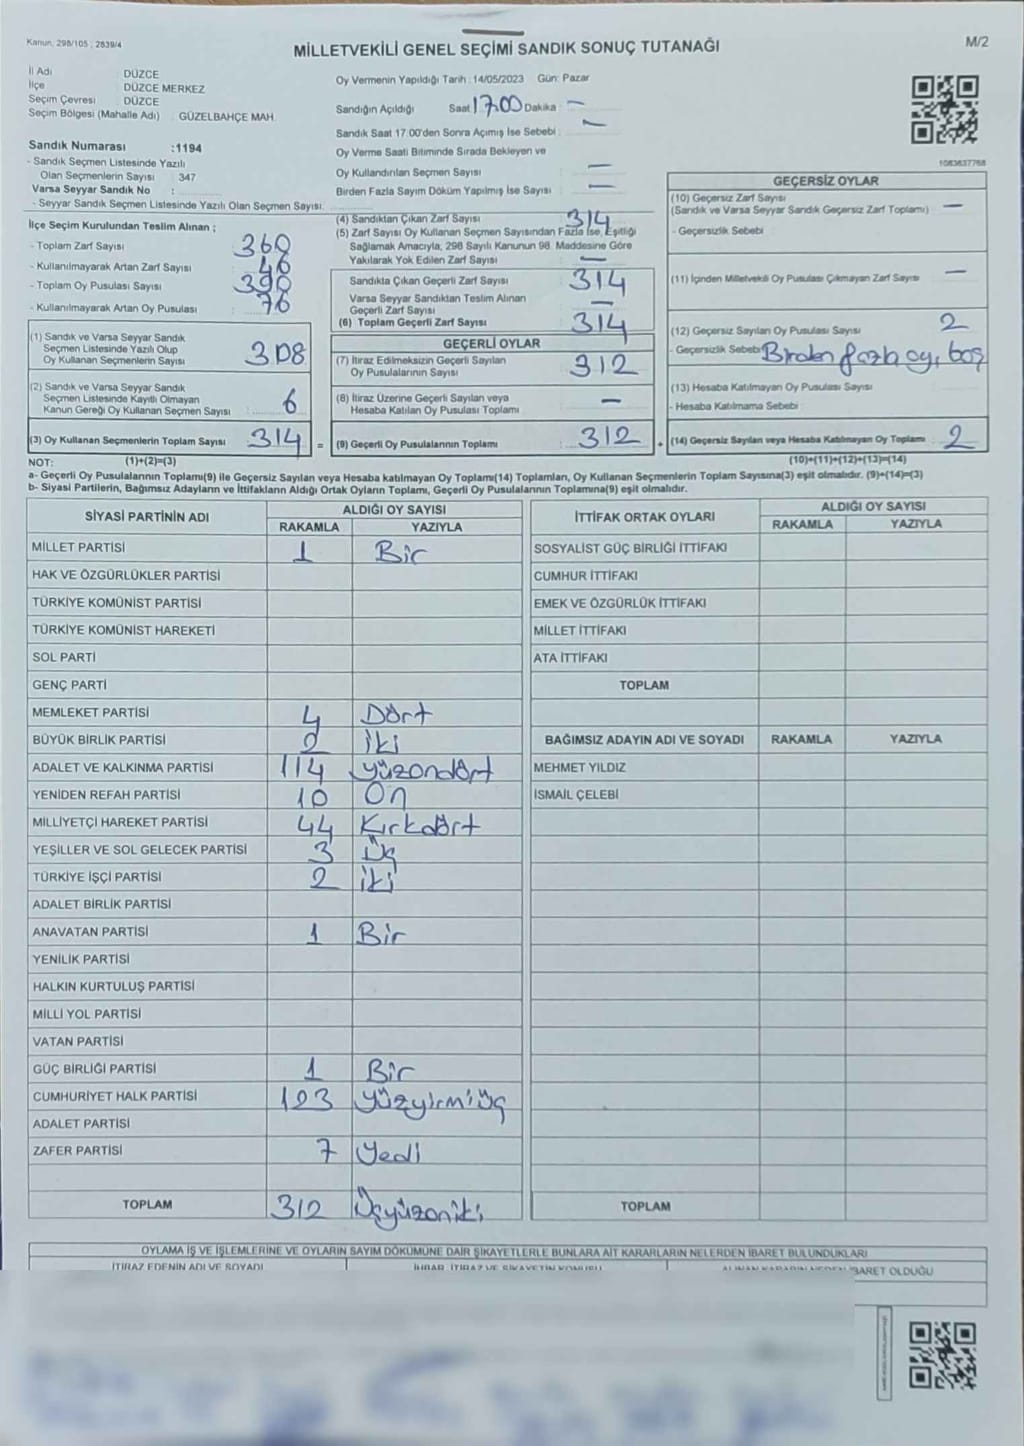 Kanun, 298/105 ; 2839/4
MİLLETVEKİLİ GENEL SEÇİMİ SANDIK SONUÇ TUTANAĞI
M/2
İl Adı : DÜZCE
İlçe : DÜZCE MERKEZ
Seçim Çevresi : DÜZCE
Seçim Bölgesi (Mahalle Adı) : GÜZELBAHÇE MAH.
Sandık Numarası :1194
- Sandık Seçmen Listesinde Yazılı
Olan Seçmenlerin Sayısı : 347
Varsa Seyyar Sandık No :
- Seyyar Sandık Seçmen Listesinde Yazılı Olan Seçmen Sayısı:
Oy Vermenin Yapıldığı Tarih : 14/05/2023 Gün: Pazar
Sandığın Açıldığı Saat 17.00 Dakika : —
Sandık Saat 17.00'den Sonra Açımış İse Sebebi : —
Oy Verme Saati Bitiminde Sırada Bekleyen ve
Oy Kullandırılan Seçmen Sayısı : —
Birden Fazla Sayım Döküm Yapılmış İse Sayısı : —
1083637768
İlçe Seçim Kurulundan Teslim Alınan ;
- Toplam Zarf Sayısı : 360
- Kullanılmayarak Artan Zarf Sayısı : 46
- Toplam Oy Pusulası Sayısı : 390
- Kullanılmayarak Artan Oy Pusulası : 76
(1) Sandık ve Varsa Seyyar Sandık
Seçmen Listesinde Yazılı Olup
Oy Kullanan Seçmenlerin Sayısı : 308
(2) Sandık ve Varsa Seyyar Sandık
Seçmen Listesinde Kayıtlı Olmayan
Kanun Gereği Oy Kullanan Seçmen Sayısı : 6
(3) Oy Kullanan Seçmenlerin Toplam Sayısı : 314 =
(4) Sandıktan Çıkan Zarf Sayısı : 314
(5) Zarf Sayısı Oy Kullanan Seçmen Sayısından Fazla İse, Eşitliği
Sağlamak Amacıyla, 298 Sayılı Kanunun 98. Maddesine Göre
Yakılarak Yok Edilen Zarf Sayısı : —
Sandıkta Çıkan Geçerli Zarf Sayısı : 314
Varsa Seyyar Sandıktan Teslim Alınan
Geçerli Zarf Sayısı : —
(6) Toplam Geçerli Zarf Sayısı : 314
GEÇERLİ OYLAR
(7) İtiraz Edilmeksizin Geçerli Sayılan
Oy Pusulalarının Sayısı : 312
(8) İtiraz Üzerine Geçerli Sayılan veya
Hesaba Katılan Oy Pusulası Toplamı : —
(9) Geçerli Oy Pusulalarının Toplamı : 312 +
GEÇERSİZ OYLAR
(10) Geçersiz Zarf Sayısı
(Sandık ve Varsa Seyyar Sandık Geçersiz Zarf Toplamı) : —
- Geçersizlik Sebebi :
(11) İçinden Milletvekili Oy Pusulası Çıkmayan Zarf Sayısı : —
(12) Geçersiz Sayılan Oy Pusulası Sayısı : 2
- Geçersizlik Sebebi : Birden fazla oy, boş
(13) Hesaba Katılmayan Oy Pusulası Sayısı :
- Hesaba Katılmama Sebebi :
(14) Geçersiz Sayılan veya Hesaba Katılmayan Oy Toplamı : 2
NOT: (1)+(2)=(3)
(10)+(11)+(12)+(13)=(14)
a- Geçerli Oy Pusulalarının Toplamı(9) ile Geçersiz Sayılan veya Hesaba katılmayan Oy Toplamı(14) Toplamları, Oy Kullanan Seçmenlerin Toplam Sayısına(3) eşit olmalıdır. (9)+(14)=(3)
b- Siyasi Partilerin, Bağımsız Adayların ve İttifakların Aldığı Ortak Oyların Toplamı, Geçerli Oy Pusulalarının Toplamına(9) eşit olmalıdır.
SİYASİ PARTİNİN ADI ALDIĞI OY SAYISI
RAKAMLA YAZIYLA
MİLLET PARTİSİ 1 Bir
HAK VE ÖZGÜRLÜKLER PARTİSİ
TÜRKİYE KOMÜNİST PARTİSİ
TÜRKİYE KOMÜNİST HAREKETİ
SOL PARTİ
GENÇ PARTİ
MEMLEKET PARTİSİ 4 Dört
BÜYÜK BİRLİK PARTİSİ 2 İki
ADALET VE KALKINMA PARTİSİ 114 yüzondört
YENİDEN REFAH PARTİSİ 10 On
MİLLİYETÇİ HAREKET PARTİSİ 44 Kırkdört
YEŞİLLER VE SOL GELECEK PARTİSİ 3 Üç
TÜRKİYE İŞÇİ PARTİSİ 2 iki
ADALET BİRLİK PARTİSİ
ANAVATAN PARTİSİ 1 Bir
YENİLİK PARTİSİ
HALKIN KURTULUŞ PARTİSİ
MİLLİ YOL PARTİSİ
VATAN PARTİSİ
GÜÇ BİRLİĞİ PARTİSİ 1 Bir
CUMHURİYET HALK PARTİSİ 123 yüzyirmiüç
ADALET PARTİSİ
ZAFER PARTİSİ 7 Yedi
TOPLAM 312 Üçyüzoniki
İTTİFAK ORTAK OYLARI ALDIĞI OY SAYISI
RAKAMLA YAZIYLA
SOSYALİST GÜÇ BİRLİĞİ İTTİFAKI
CUMHUR İTTİFAKI
EMEK VE ÖZGÜRLÜK İTTİFAKI
MİLLET İTTİFAKI
ATA İTTİFAKI
TOPLAM
BAĞIMSIZ ADAYIN ADI VE SOYADI RAKAMLA YAZIYLA
MEHMET YILDIZ
İSMAİL ÇELEBİ
TOPLAM
OYLAMA İŞ VE İŞLEMLERİNE VE OYLARIN SAYIM DÖKÜMÜNE DAİR ŞİKAYETLERLE BUNLARA AİT KARARLARIN NELERDEN İBARET BULUNDUKLARI
İTİRAZ EDENİN ADI VE SOYADI
İHBAR, İTİRAZ VE ŞİKAYETİN KONUSU
İBARET OLDUĞU